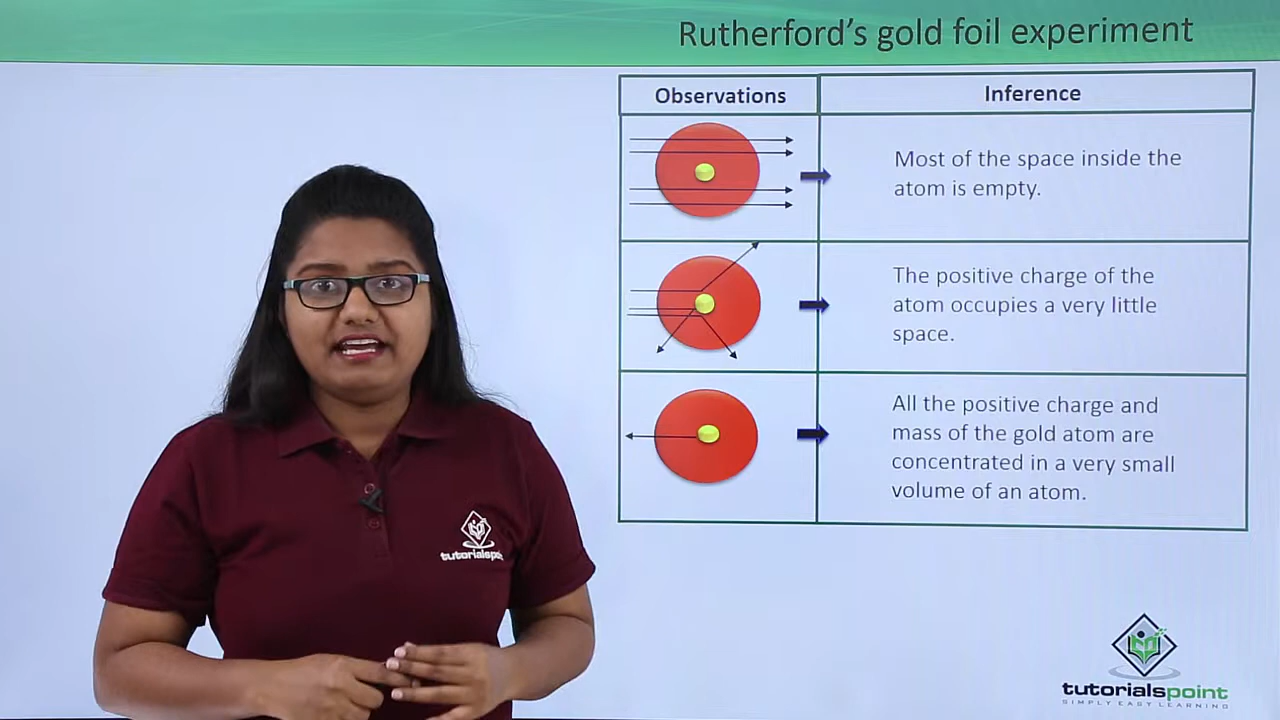 Rutherford's gold foil experiment
Observations
Inference
Most of the space inside the
atom is empty.
The positive charge of the
atom occupies a very little
space.
All the positive charge and
mass of the gold atom are
concentrated in a very small
volume of an atom.
tutorialspoint
tutorialspoint
SIMPLY EASY LEARNING